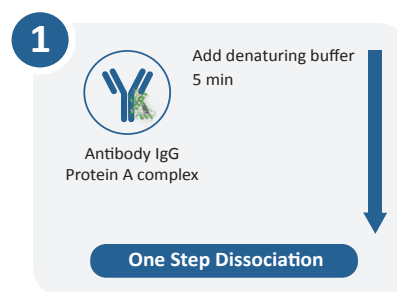 1
Add denaturing buffer
5 min
Antibody IgG
Protein A complex
One Step Dissociation